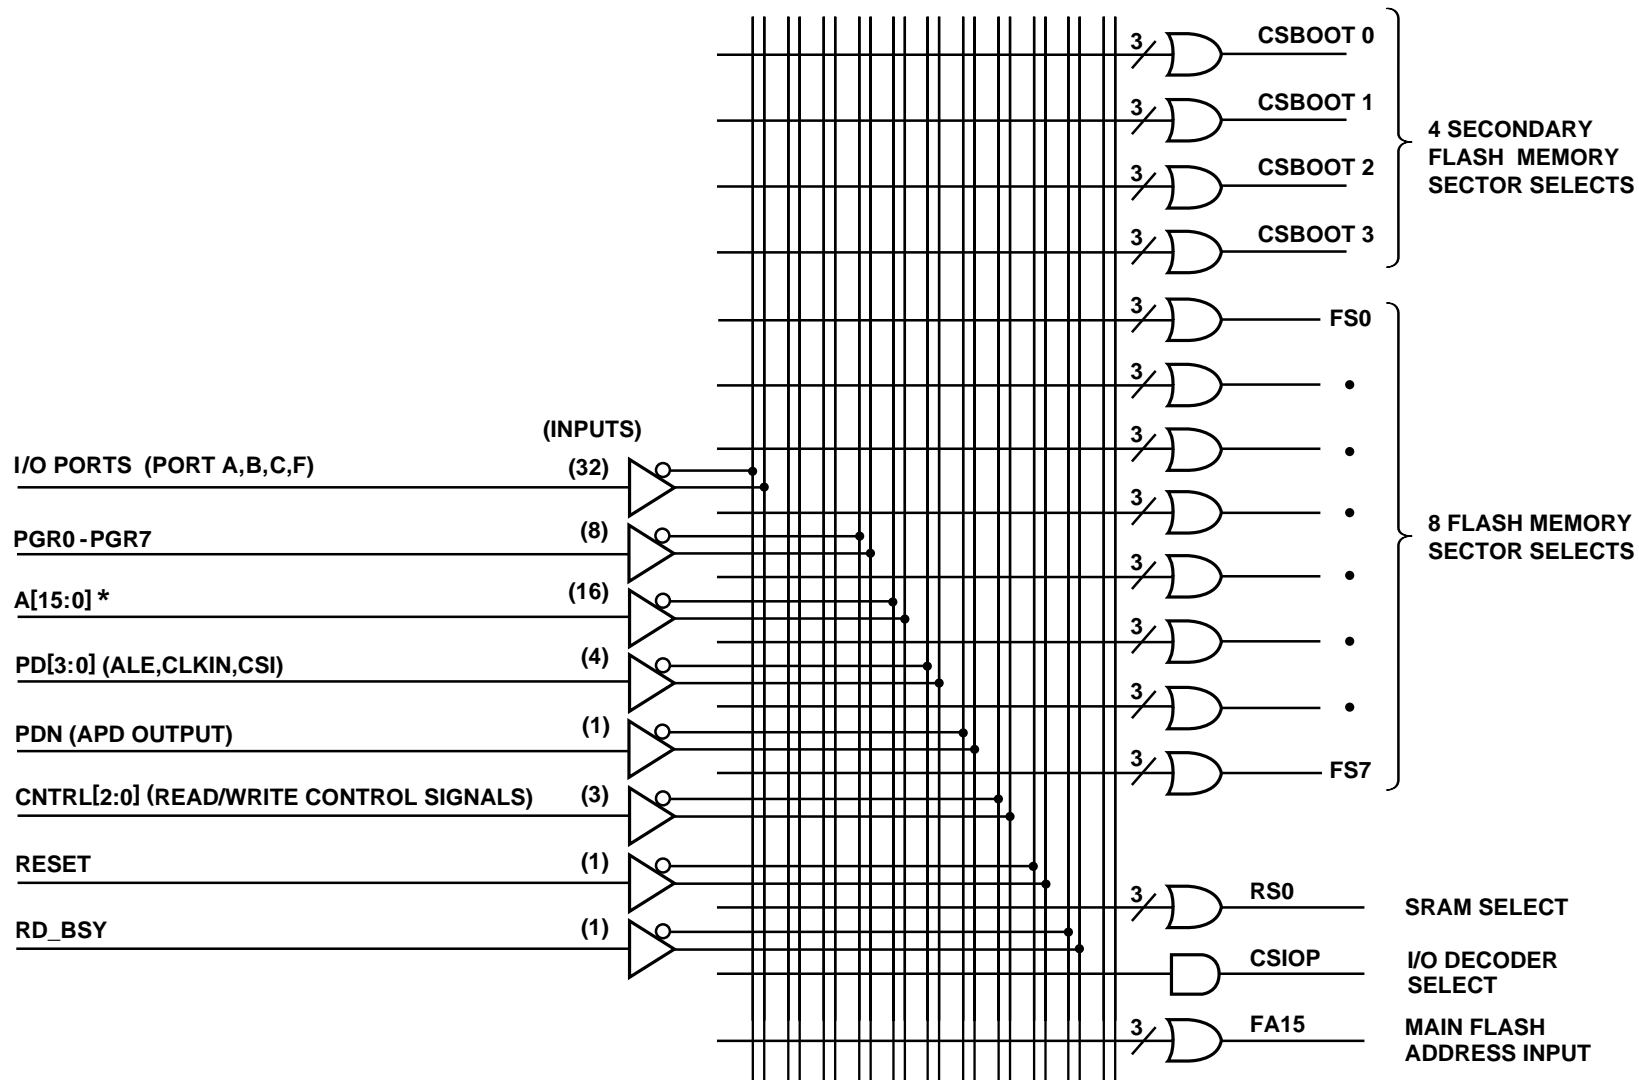 3
CSBOOT 0
3
CSBOOT 1
3
CSBOOT 2
3
CSBOOT 3
4 SECONDARY
FLASH MEMORY
SECTOR SELECTS
3
FS0
3
•
3
•
3
•
3
•
3
•
3
•
3
FS7
8 FLASH MEMORY
SECTOR SELECTS
(INPUTS)
I/O PORTS (PORT A,B,C,F) (32)
PGR0 - PGR7 (8)
A[15:0] * (16)
PD[3:0] (ALE,CLKIN,CSI) (4)
PDN (APD OUTPUT) (1)
CNTRL[2:0] (READ/WRITE CONTROL SIGNALS) (3)
RESET (1)
RD_BSY (1)
3
RS0
SRAM SELECT
CSIOP
I/O DECODER
SELECT
3
FA15
MAIN FLASH
ADDRESS INPUT